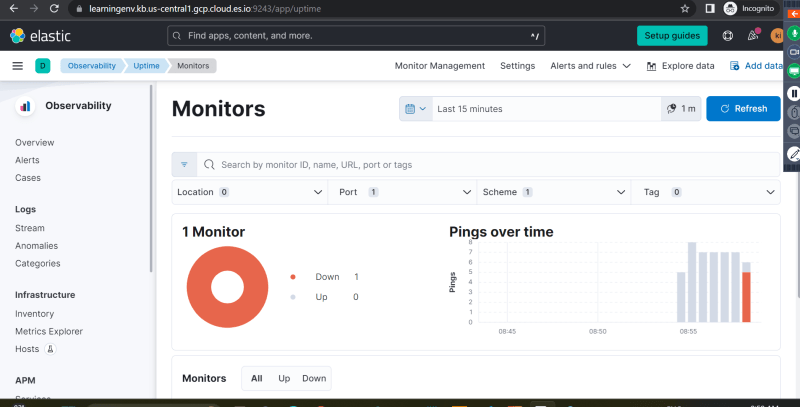 learningenv.kb.us-central1.gcp.cloud.es.io:9243/app/uptime
Incognito
elastic
Find apps, content, and more.
^/
Setup guides
ki
D
Observability
Uptime
Monitors
Monitor Management
Settings
Alerts and rules
Explore data
Add data
Observability
Overview
Alerts
Cases
Logs
Stream
Anomalies
Categories
Infrastructure
Inventory
Metrics Explorer
Hosts
APM
Services
Monitors
Last 15 minutes
1 m
Refresh
Search by monitor ID, name, URL, port or tags
Location 0
Port 1
Scheme 1
Tag 0
1 Monitor
Down 1
Up 0
Pings over time
Pings
8
7
6
5
4
3
2
1
0
08:45
08:50
08:55
Monitors
All
Up
Down